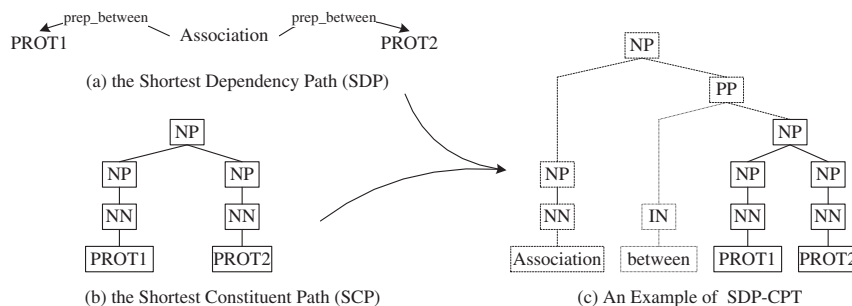 prep_between prep_between
PROT1 Association PROT2
(a) the Shortest Dependency Path (SDP)
NP
NP NP
NN NN
PROT1 PROT2
(b) the Shortest Constituent Path (SCP)
NP
PP
NP
NP NP NP
NN IN NN NN
Association between PROT1 PROT2
(c) An Example of SDP-CPT